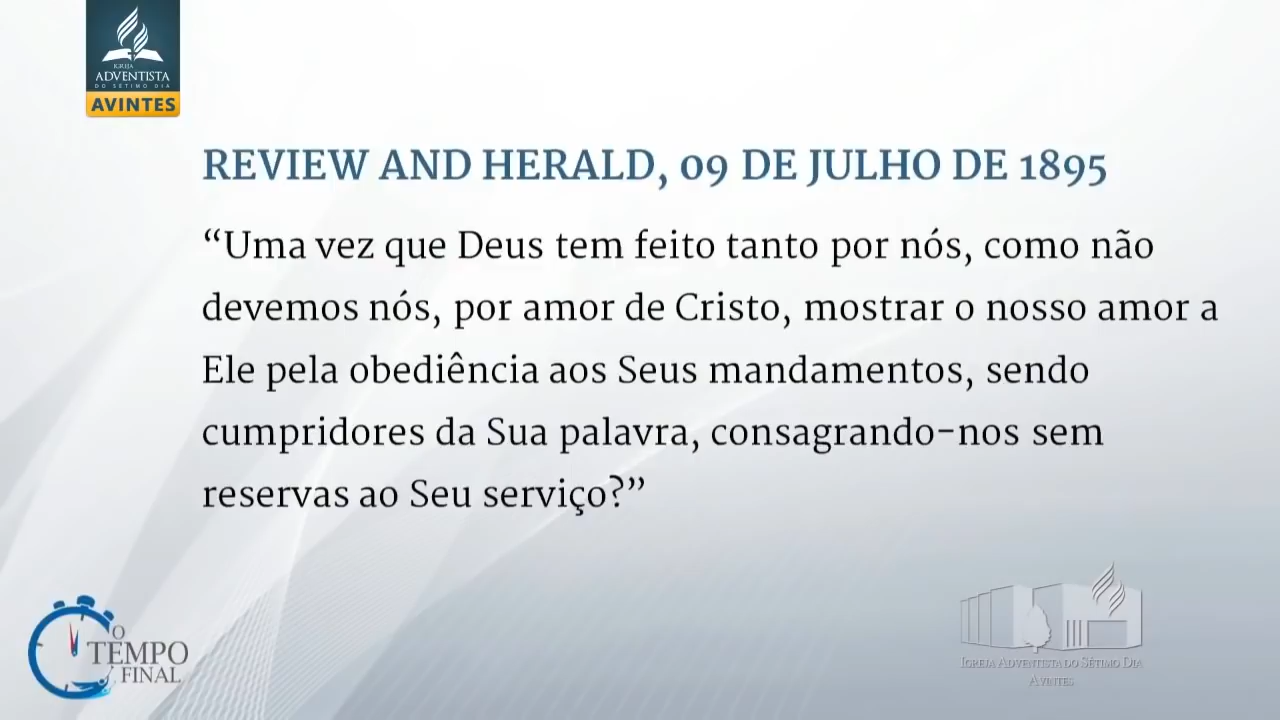 IGREJA
ADVENTISTA
DO SÉTIMO DIA
AVINTES
REVIEW AND HERALD, 09 DE JULHO DE 1895
“Uma vez que Deus tem feito tanto por nós, como não
devemos nós, por amor de Cristo, mostrar o nosso amor a
Ele pela obediência aos Seus mandamentos, sendo
cumpridores da Sua palavra, consagrando-nos sem
reservas ao Seu serviço?”
O
TEMPO
FINAL
IGREJA ADVENTISTA DO SÉTIMO DIA
AVINTES